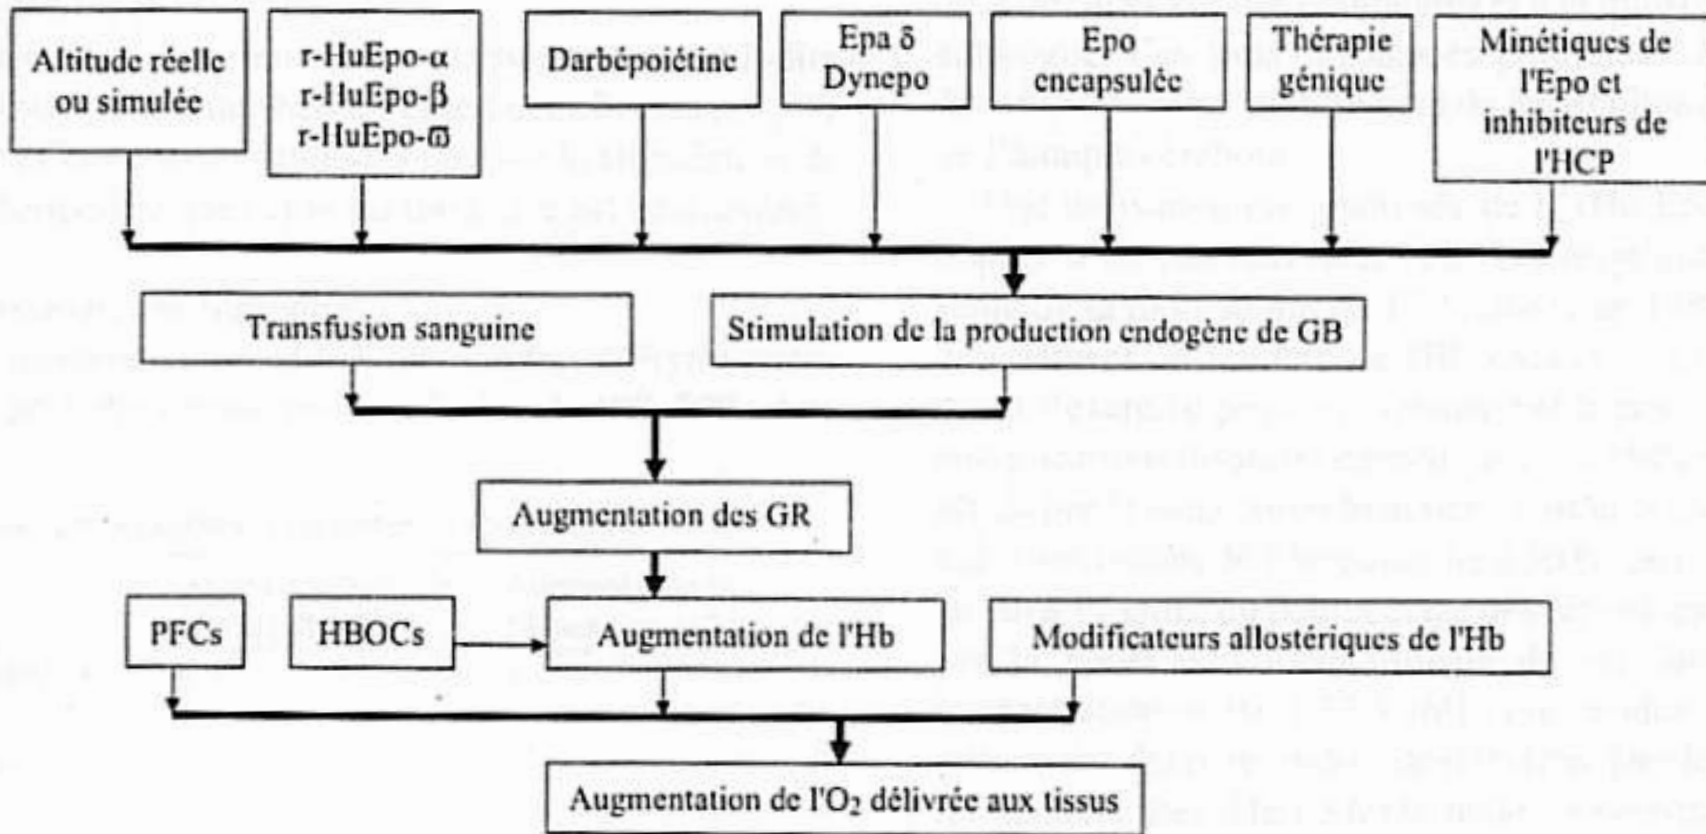 Altitude réelle
ou simulée
r-HuEpo-α
r-HuEpo-β
r-HuEpo-ϖ
Darbépoiétine
Epa δ
Dynepo
Epo
encapsulée
Thérapie
génique
Minétiques de
l'Epo et
inhibiteurs de
l'HCP
Transfusion sanguine
Stimulation de la production endogène de GB
Augmentation des GR
PFCs
HBOCs
Augmentation de l'Hb
Modificateurs allostériques de l'Hb
Augmentation de l'O₂ délivrée aux tissus